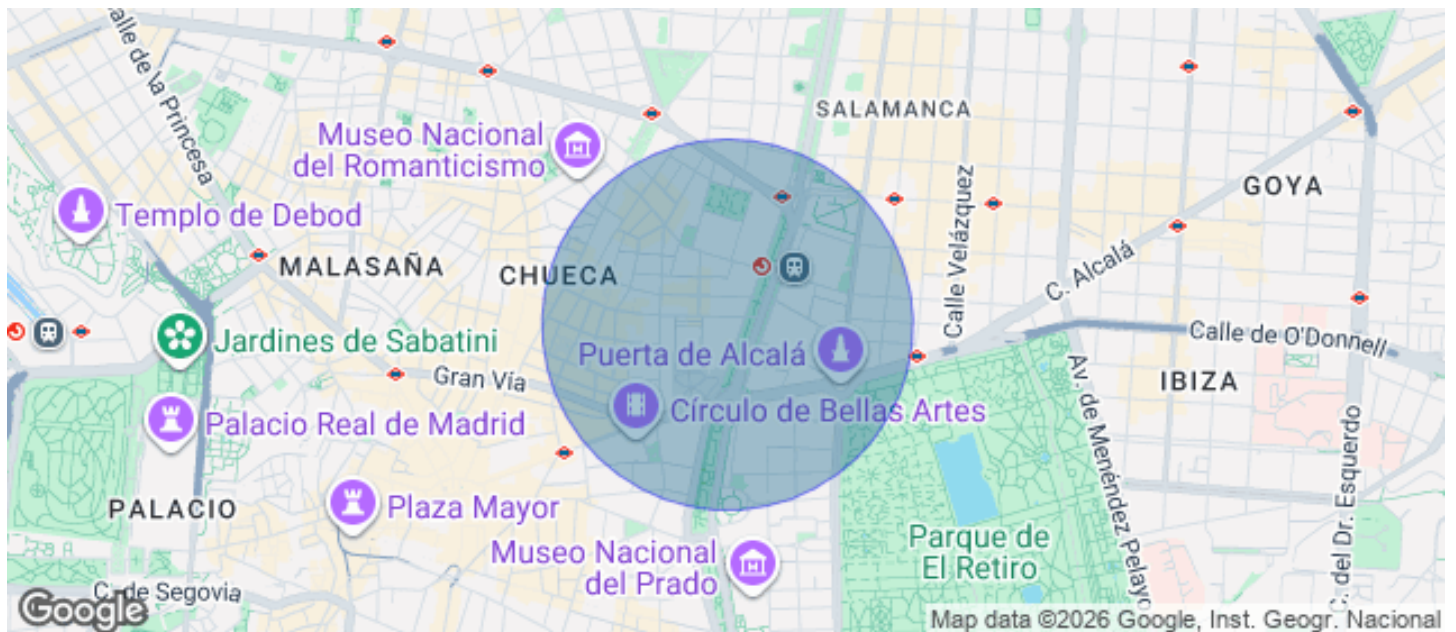 Calle de la Princesa
SALAMANCA
Museo Nacional
del Romanticismo
GOYA
Calle Velázquez
Templo de Debod
MALASAÑA
CHUECA
C. Alcalá
Jardines de Sabatini
Puerta de Alcalá
Calle de O'Donnell
Gran Vía
IBIZA
Palacio Real de Madrid
Círculo de Bellas Artes
Av. de Menéndez Pelayo
C. del Dr. Esquerdo
PALACIO
Plaza Mayor
Museo Nacional
del Prado
Parque de
El Retiro
C. de Segovia
Google
Map data ©2026 Google, Inst. Geogr. Nacional